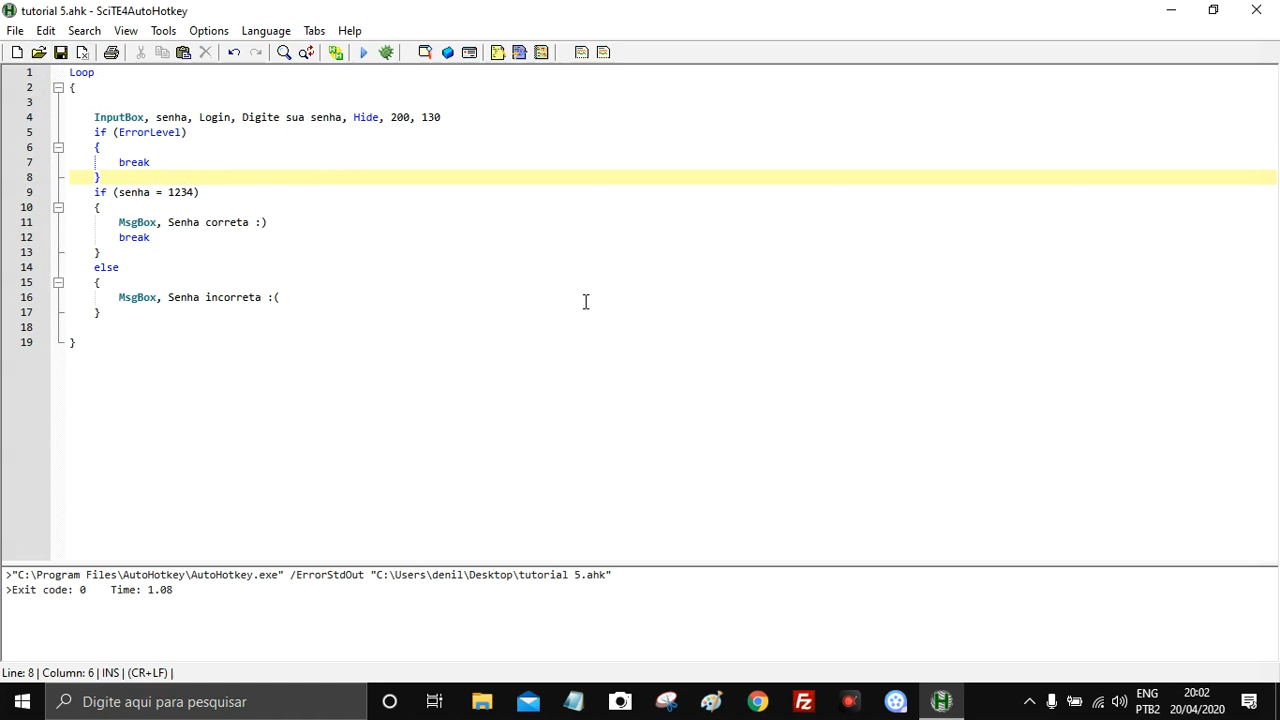 tutorial 5.ahk - SciTE4AutoHotkey
File Edit Search View Tools Options Language Tabs Help
1 Loop
2 {
3
4 InputBox, senha, Login, Digite sua senha, Hide, 200, 130
5 if (ErrorLevel)
6 {
7 break
8 }
9 if (senha = 1234)
10 {
11 MsgBox, Senha correta :)
12 break
13 }
14 else
15 {
16 MsgBox, Senha incorreta :(
17 }
18
19 }
>"C:\Program Files\AutoHotkey\AutoHotkey.exe" /ErrorStdOut "C:\Users\denil\Desktop\tutorial 5.ahk"
>Exit code: 0 Time: 1.08
Line: 8 | Column: 6 | INS | (CR+LF) |
Digite aqui para pesquisar
ENG 20:02
PTB2 20/04/2020